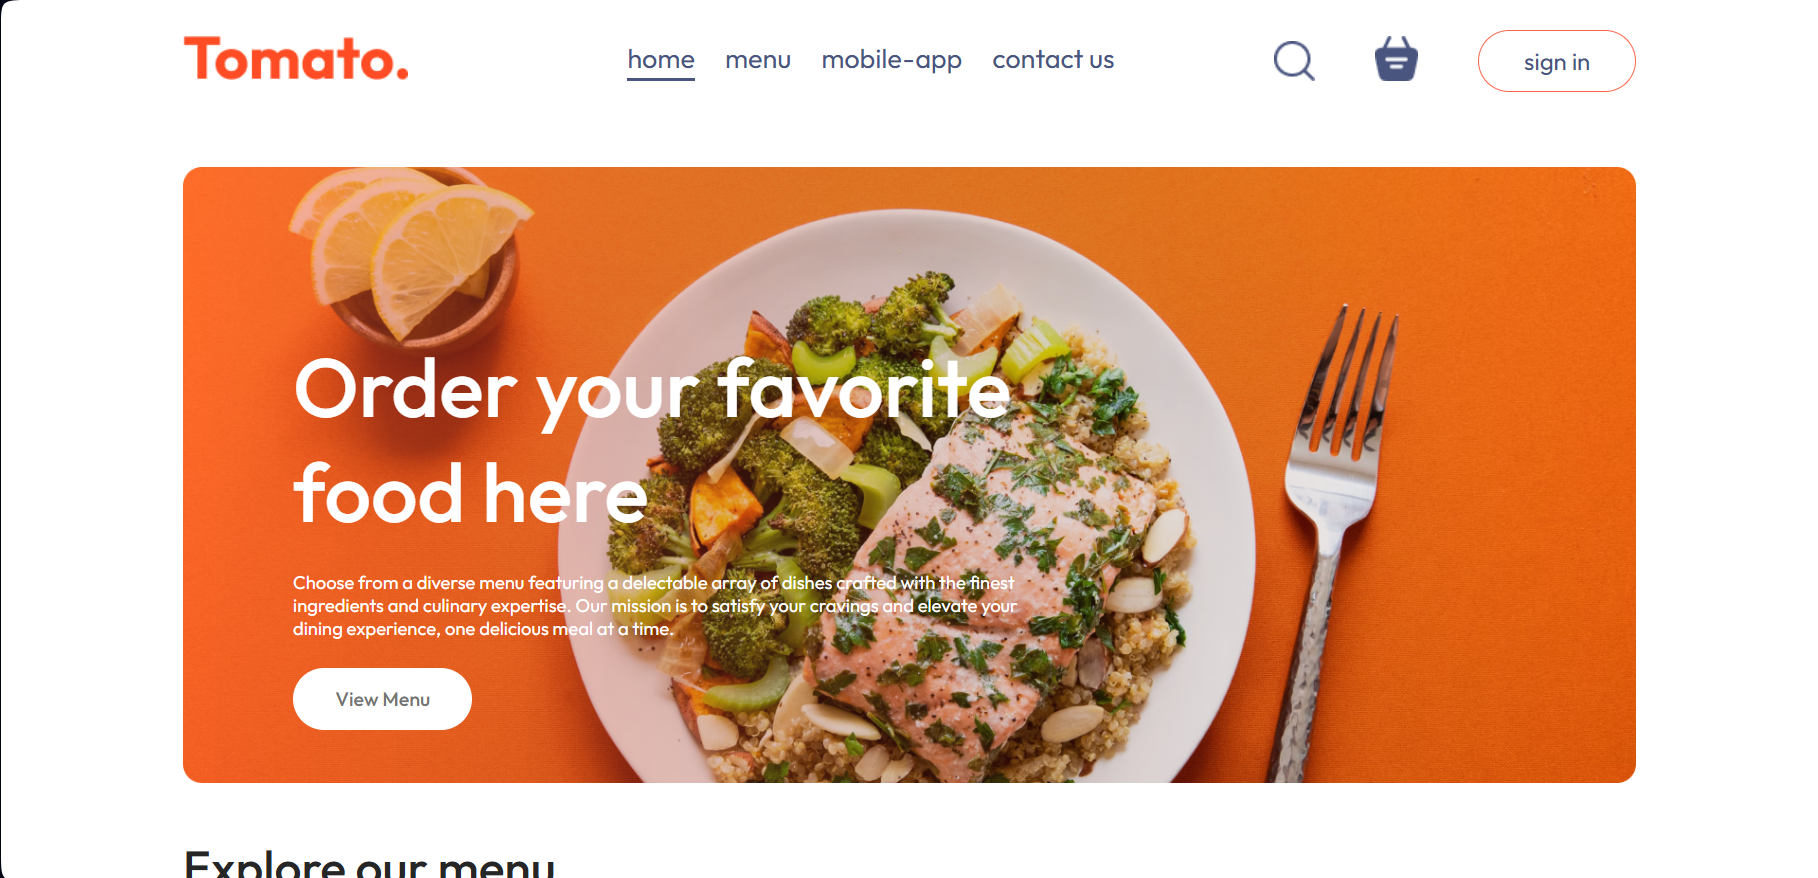 Tomato.
home menu mobile-app contact us
sign in
Order your favorite
food here
Choose from a diverse menu featuring a delectable array of dishes crafted with the finest
ingredients and culinary expertise. Our mission is to satisfy your cravings and elevate your
dining experience, one delicious meal at a time.
View Menu
Explore our menu